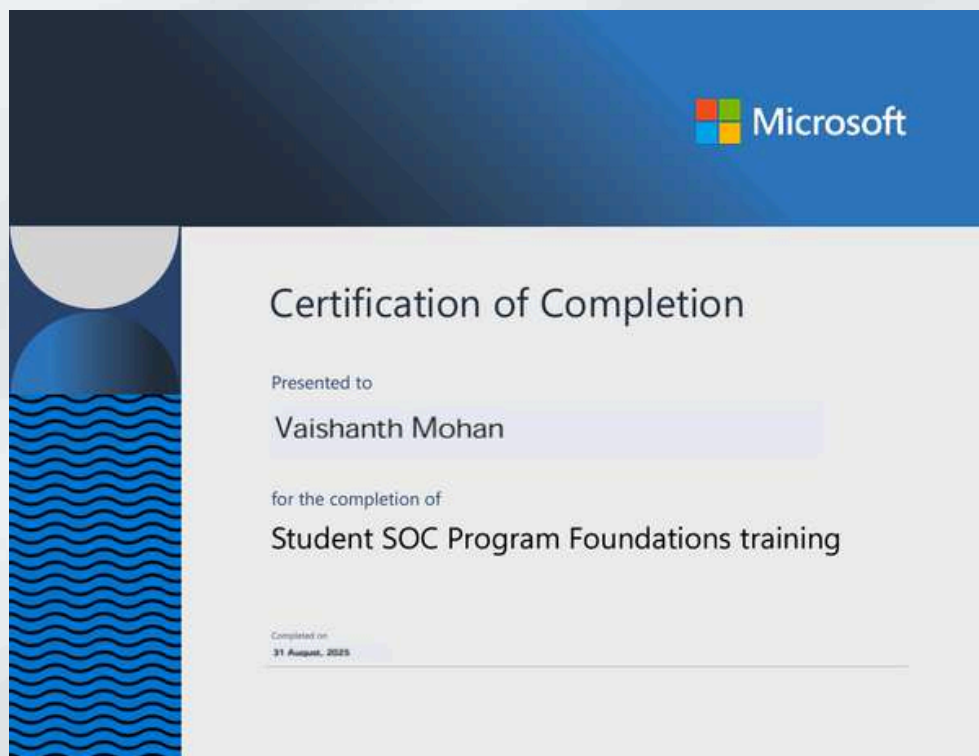 Microsoft
Certification of Completion
Presented to
Vaishanth Mohan
for the completion of
Student SOC Program Foundations training
Completed on
31 August, 2025